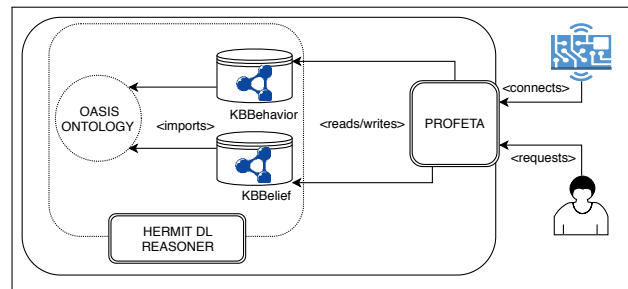 OASIS
ONTOLOGY
<imports>
KBBehavior
KBBelief
<reads/writes>
PROFETA
<connects>
<requests>
HERMIT DL
REASONER